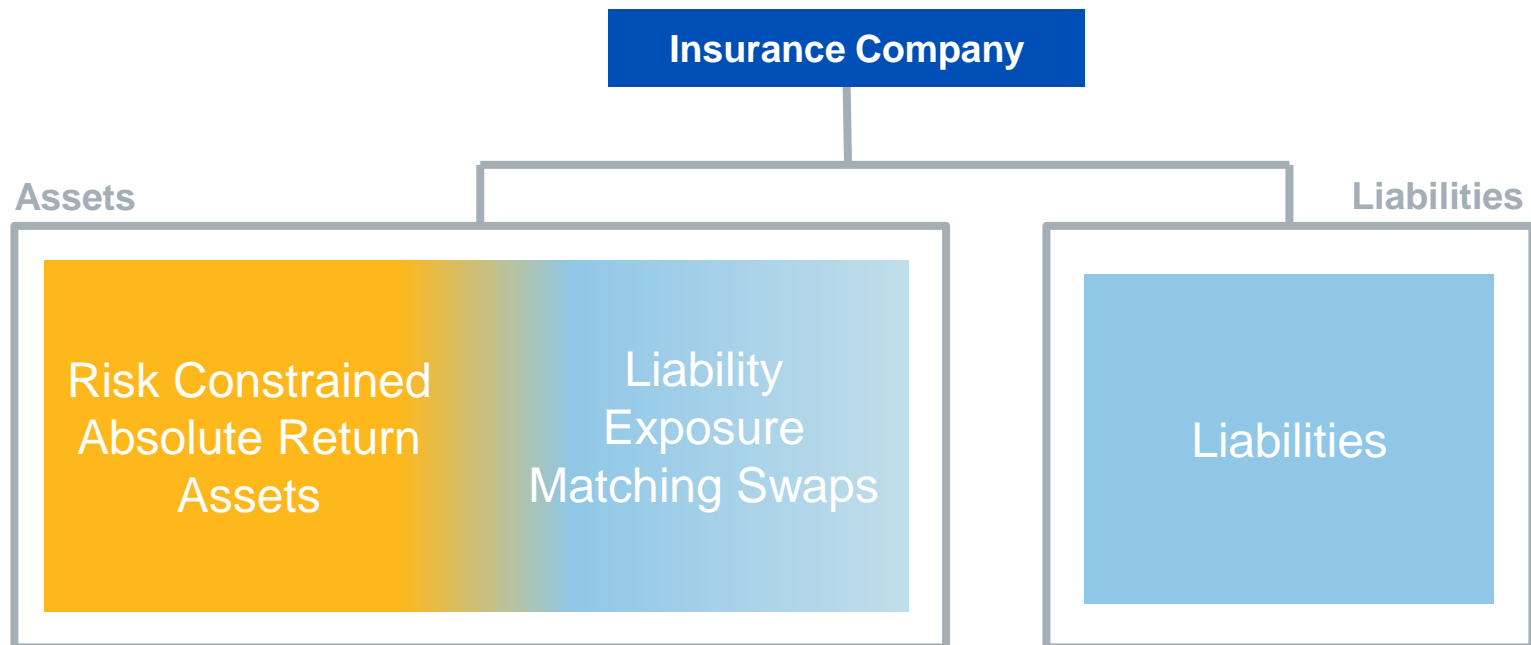 Insurance Company
Assets
Liabilities
Risk Constrained
Absolute Return
Assets
Liability
Exposure
Matching Swaps
Liabilities